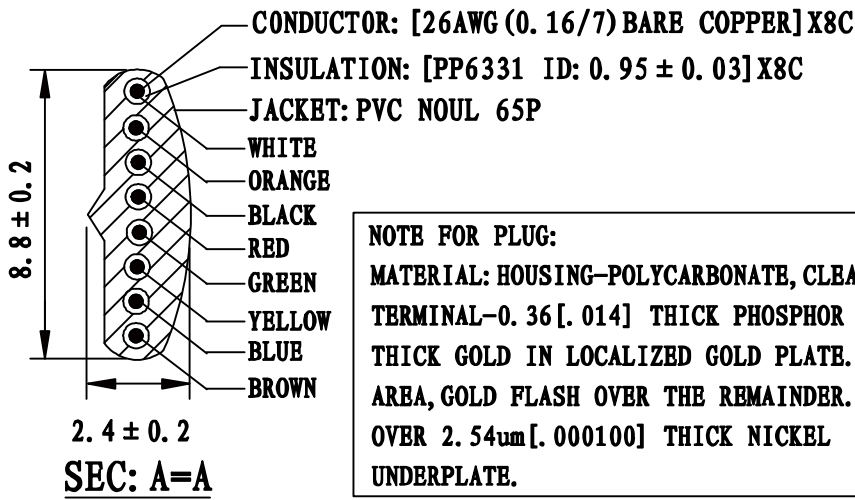 CONDUCTOR: [26AWG(0.16/7)BARE COPPER]X8C
INSULATION: [PP6331 ID:0.95±0.03]X8C
JACKET: PVC NOUL 65P
WHITE
ORANGE
BLACK
RED
GREEN
YELLOW
BLUE
BROWN
8.8±0.2
2.4±0.2
SEC: A=A
NOTE FOR PLUG:
MATERIAL: HOUSING-POLYCARBONATE, CLEA
TERMINAL-0.36[.014] THICK PHOSPHOR
THICK GOLD IN LOCALIZED GOLD PLATE.
AREA, GOLD FLASH OVER THE REMAINDER.
OVER 2.54um[.000100] THICK NICKEL
UNDERPLATE.